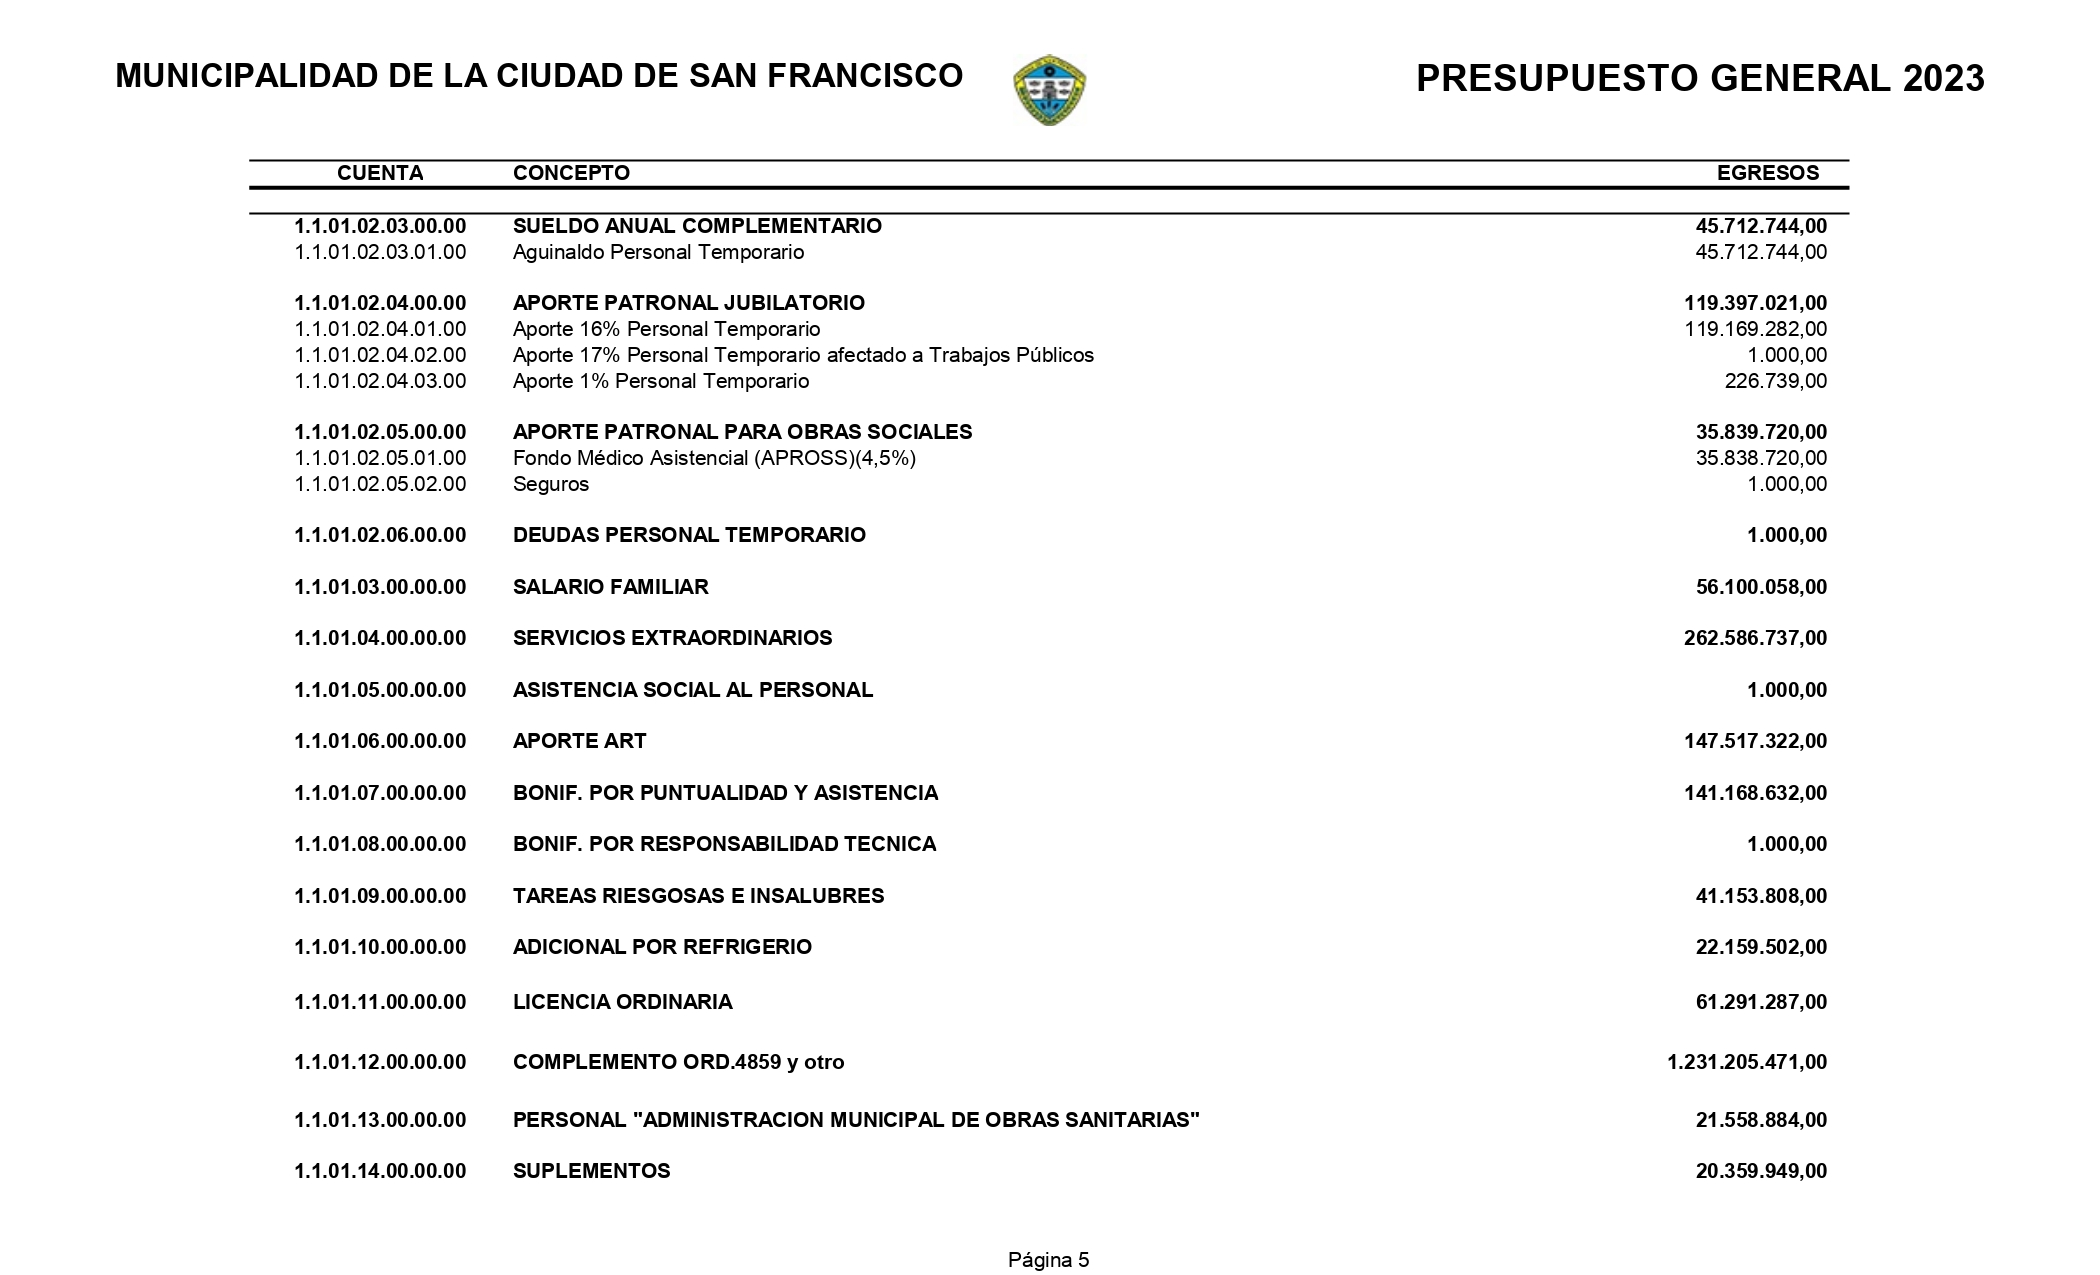 MUNICIPALIDAD DE LA CIUDAD DE SAN FRANCISCO
PRESUPUESTO GENERAL 2023
CUENTA CONCEPTO EGRESOS
1.1.01.02.03.00.00 SUELDO ANUAL COMPLEMENTARIO 45.712.744,00
1.1.01.02.03.01.00 Aguinaldo Personal Temporario 45.712.744,00
1.1.01.02.04.00.00 APORTE PATRONAL JUBILATORIO 119.397.021,00
1.1.01.02.04.01.00 Aporte 16% Personal Temporario 119.169.282,00
1.1.01.02.04.02.00 Aporte 17% Personal Temporario afectado a Trabajos Públicos 1.000,00
1.1.01.02.04.03.00 Aporte 1% Personal Temporario 226.739,00
1.1.01.02.05.00.00 APORTE PATRONAL PARA OBRAS SOCIALES 35.839.720,00
1.1.01.02.05.01.00 Fondo Médico Asistencial (APROSS)(4,5%) 35.838.720,00
1.1.01.02.05.02.00 Seguros 1.000,00
1.1.01.02.06.00.00 DEUDAS PERSONAL TEMPORARIO 1.000,00
1.1.01.03.00.00.00 SALARIO FAMILIAR 56.100.058,00
1.1.01.04.00.00.00 SERVICIOS EXTRAORDINARIOS 262.586.737,00
1.1.01.05.00.00.00 ASISTENCIA SOCIAL AL PERSONAL 1.000,00
1.1.01.06.00.00.00 APORTE ART 147.517.322,00
1.1.01.07.00.00.00 BONIF. POR PUNTUALIDAD Y ASISTENCIA 141.168.632,00
1.1.01.08.00.00.00 BONIF. POR RESPONSABILIDAD TECNICA 1.000,00
1.1.01.09.00.00.00 TAREAS RIESGOSAS E INSALUBRES 41.153.808,00
1.1.01.10.00.00.00 ADICIONAL POR REFRIGERIO 22.159.502,00
1.1.01.11.00.00.00 LICENCIA ORDINARIA 61.291.287,00
1.1.01.12.00.00.00 COMPLEMENTO ORD.4859 y otro 1.231.205.471,00
1.1.01.13.00.00.00 PERSONAL "ADMINISTRACION MUNICIPAL DE OBRAS SANITARIAS" 21.558.884,00
1.1.01.14.00.00.00 SUPLEMENTOS 20.359.949,00
Página 5